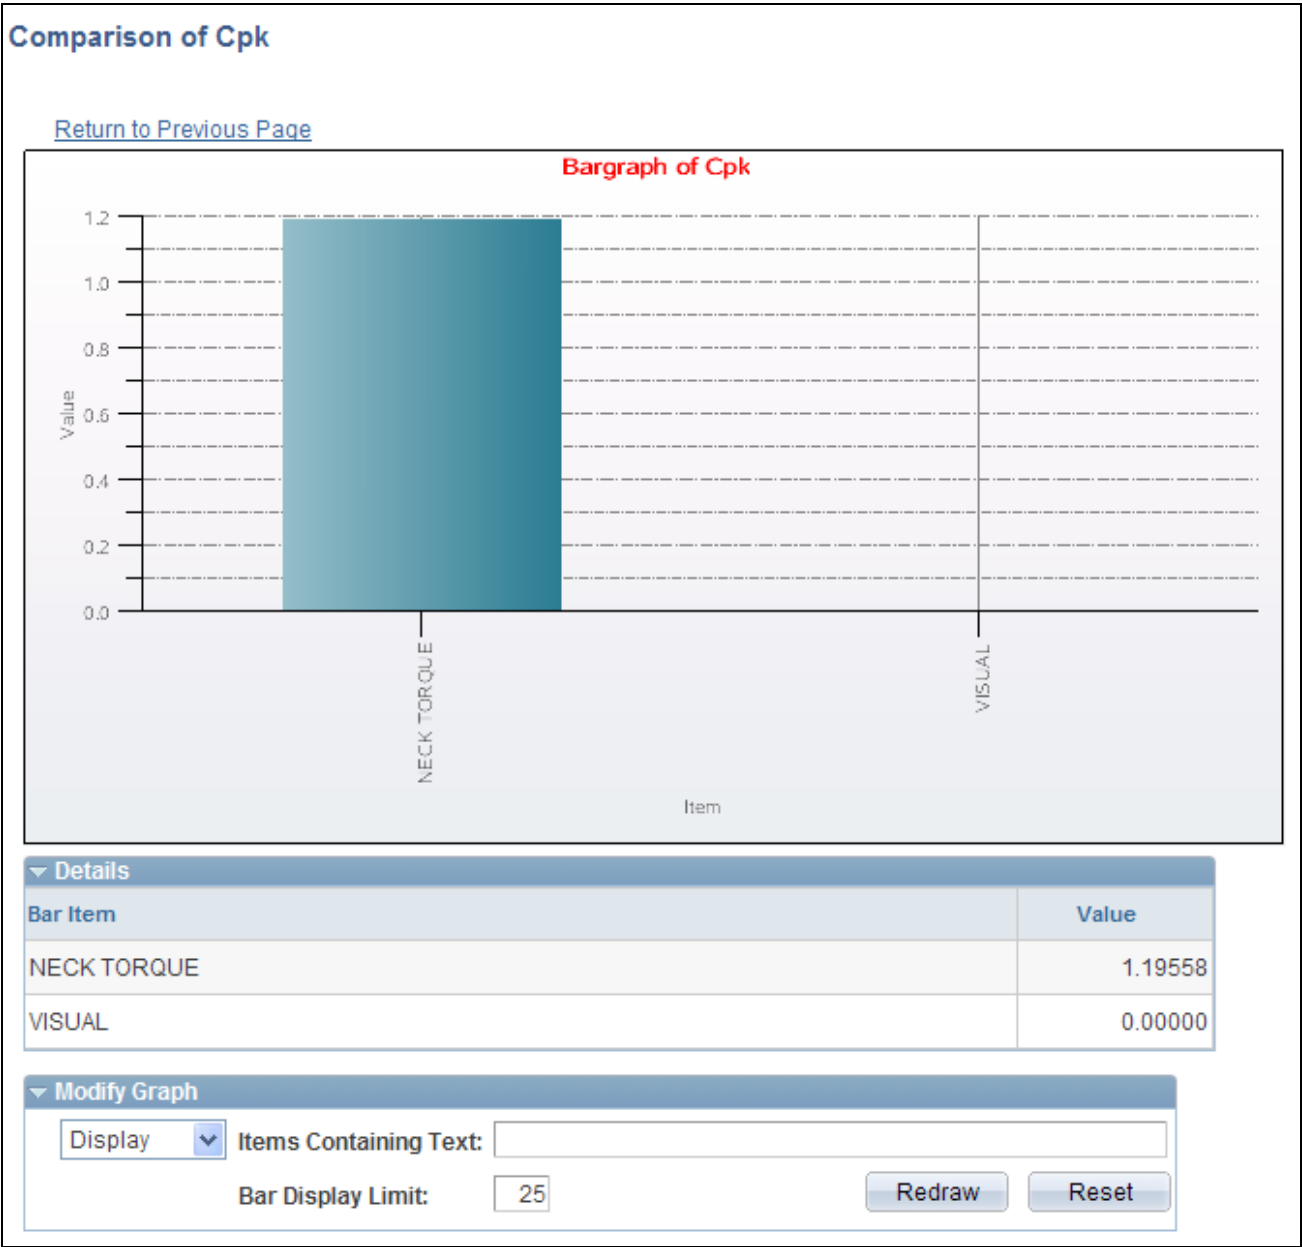 Comparison of Cpk
Return to Previous Page
Bargraph of Cpk
1.2
1.0
0.8
0.6
0.4
0.2
0.0
Value
NECK TORQUE
VISUAL
Item
Details
Bar Item Value
NECK TORQUE 1.19558
VISUAL 0.00000
Modify Graph
Display Items Containing Text:
Bar Display Limit: 25 Redraw Reset